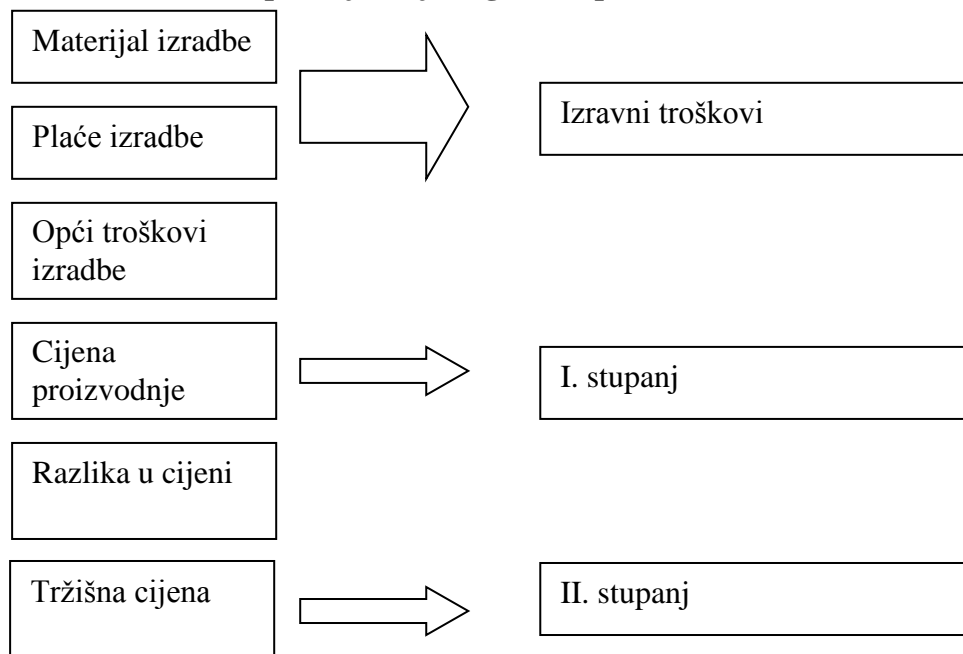 Materijal izradbe
Izravni troškovi
Plaće izradbe
Opći troškovi
izradbe
Cijena
proizvodnje
I. stupanj
Razlika u cijeni
Tržišna cijena
II. stupanj